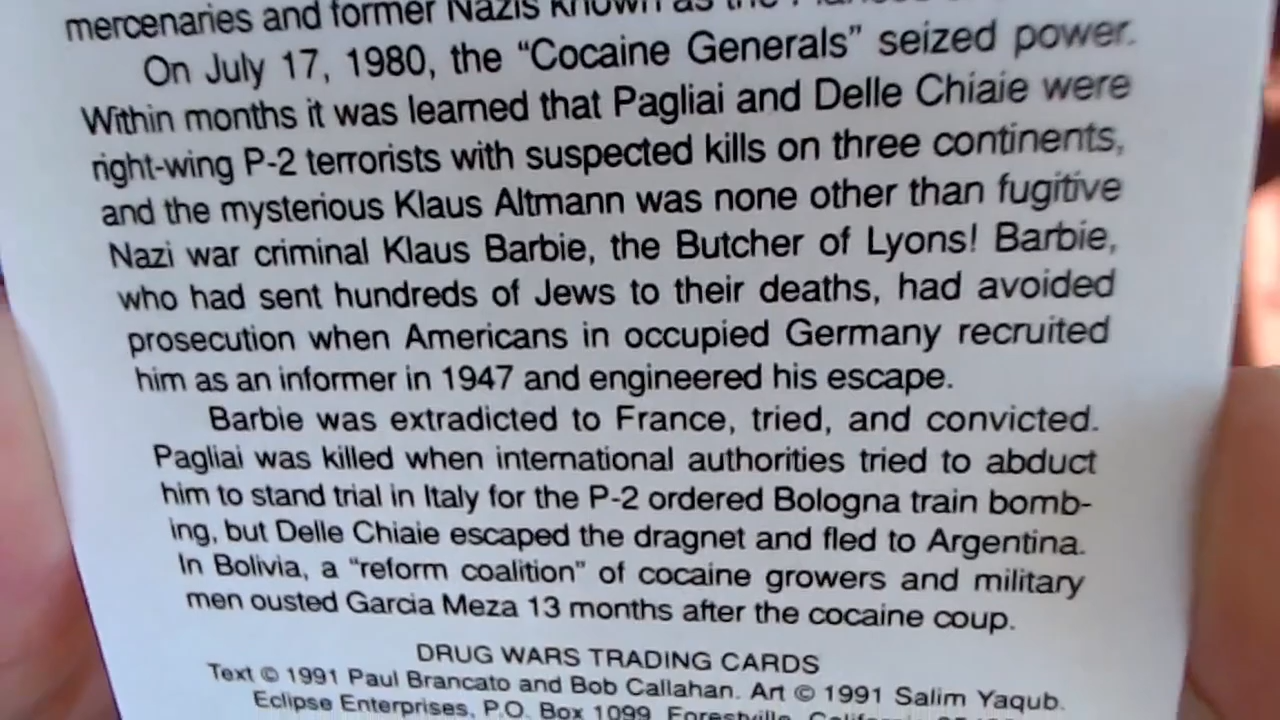 mercenaries and former Nazis known as the
On July 17, 1980, the “Cocaine Generals” seized power.
Within months it was learned that Pagliai and Delle Chiaie were
right-wing P-2 terrorists with suspected kills on three continents,
and the mysterious Klaus Altmann was none other than fugitive
Nazi war criminal Klaus Barbie, the Butcher of Lyons! Barbie,
who had sent hundreds of Jews to their deaths, had avoided
prosecution when Americans in occupied Germany recruited
him as an informer in 1947 and engineered his escape.
Barbie was extradicted to France, tried, and convicted.
Pagliai was killed when international authorities tried to abduct
him to stand trial in Italy for the P-2 ordered Bologna train bomb-
ing, but Delle Chiaie escaped the dragnet and fled to Argentina.
In Bolivia, a “reform coalition” of cocaine growers and military
men ousted Garcia Meza 13 months after the cocaine coup.
DRUG WARS TRADING CARDS
Text © 1991 Paul Brancato and Bob Callahan. Art © 1991 Salim Yaqub.
Eclipse Enterprises, P.O. Box 1099, Forestville, California